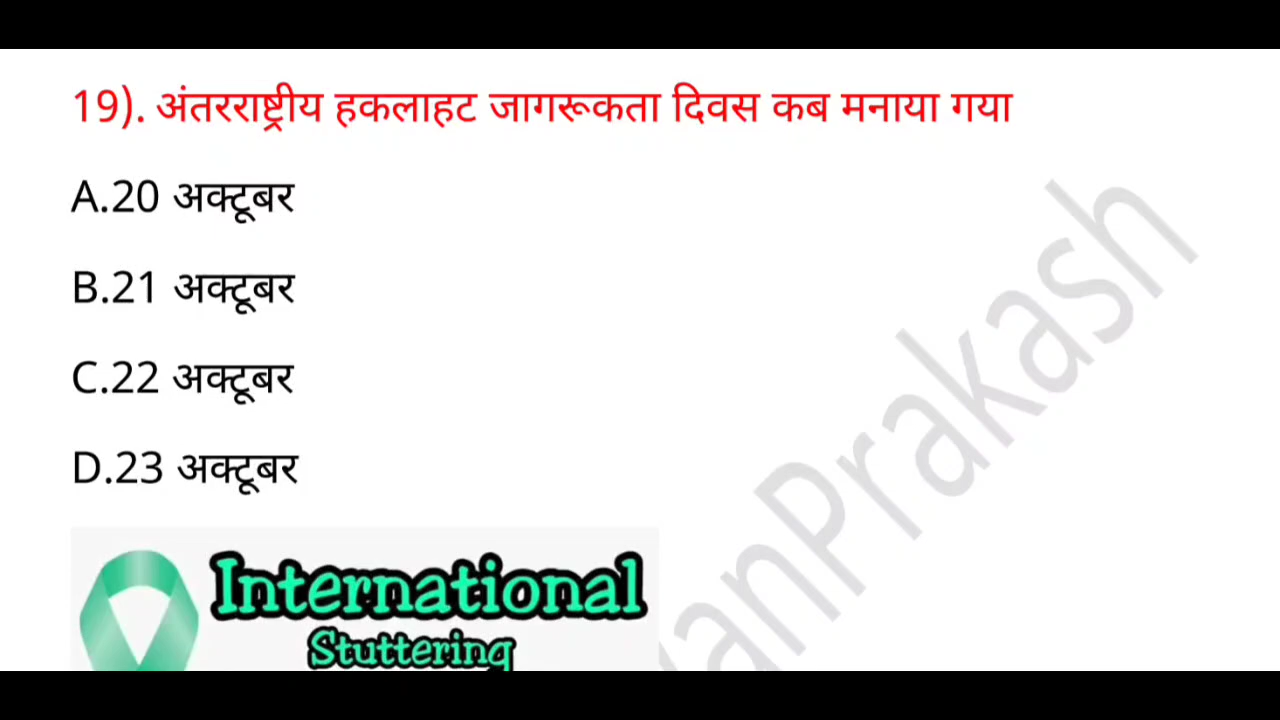 19). अंतरराष्ट्रीय हकलाहट जागरूकता दिवस कब मनाया गया
A.20 अक्टूबर
B.21 अक्टूबर
C.22 अक्टूबर
D.23 अक्टूबर
International
Stuttering
anPrakash